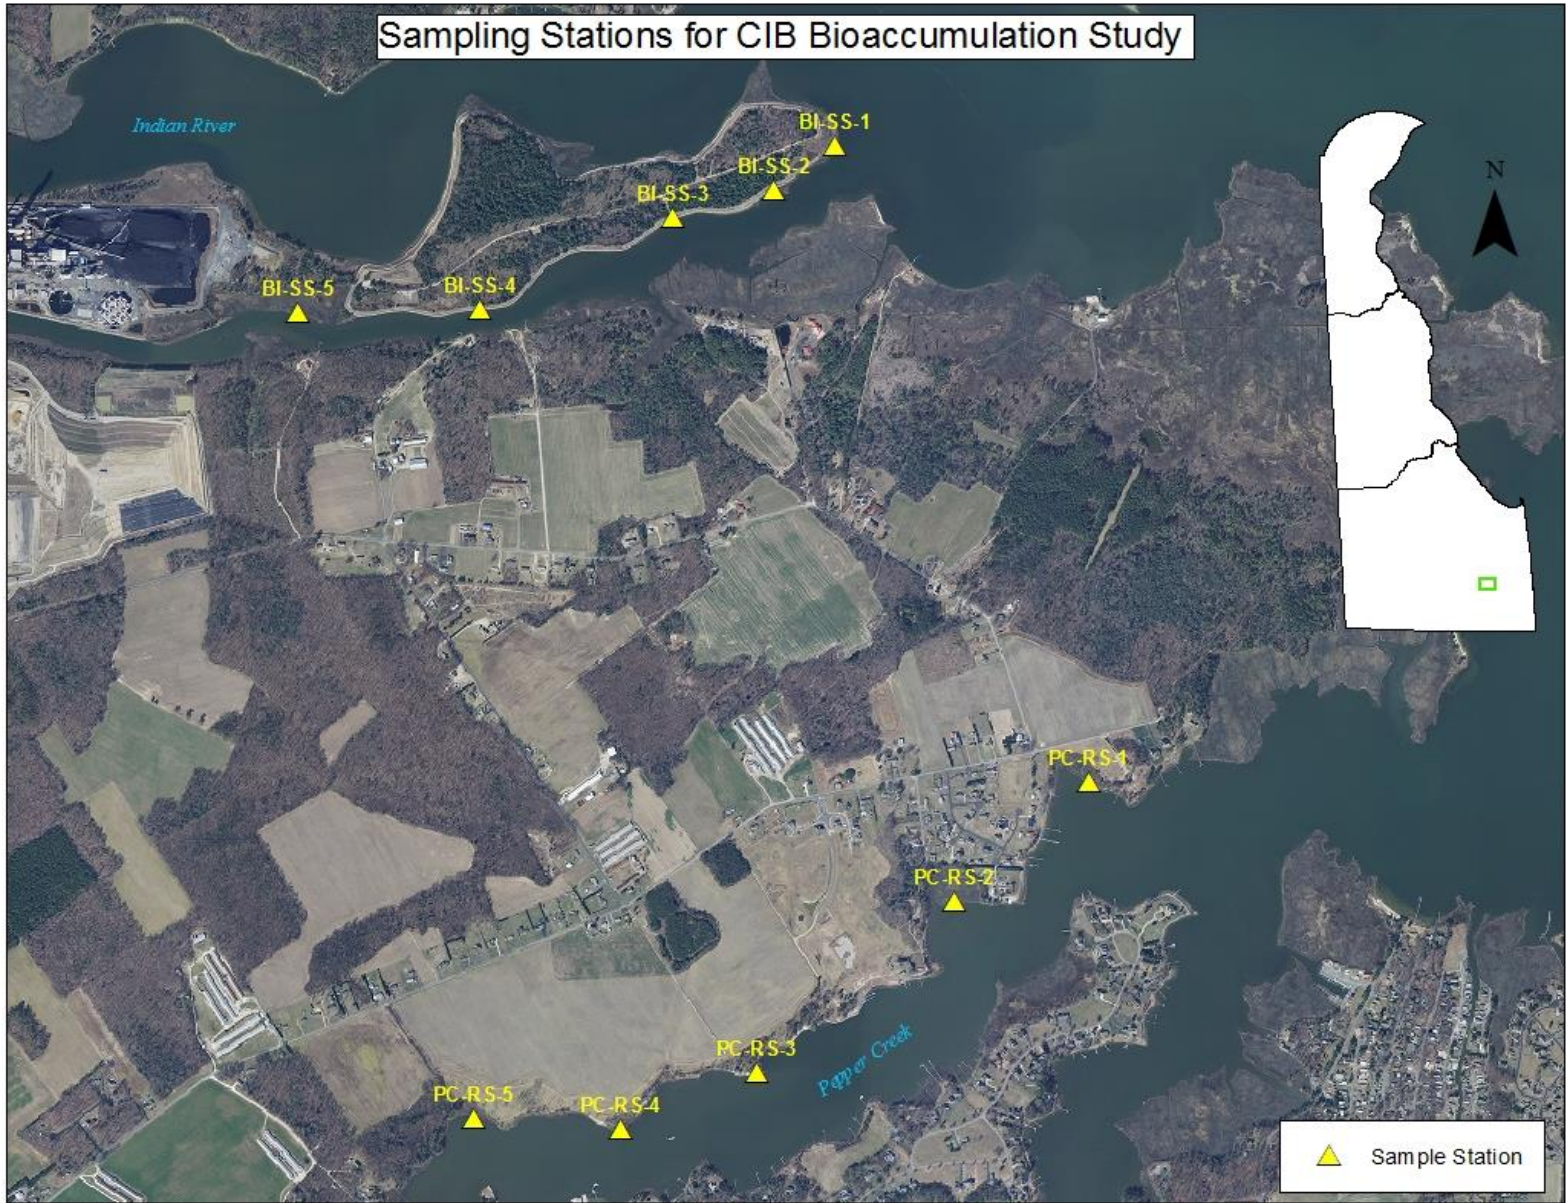 Sampling Stations for CIB Bioaccumulation Study
Indian River
BI-SS-1
BI-SS-2
BI-SS-3
BI-SS-4
BI-SS-5
N
PC-RS-1
PC-RS-2
PC-RS-3
Pepper Creek
PC-RS-4
PC-RS-5
Sample Station